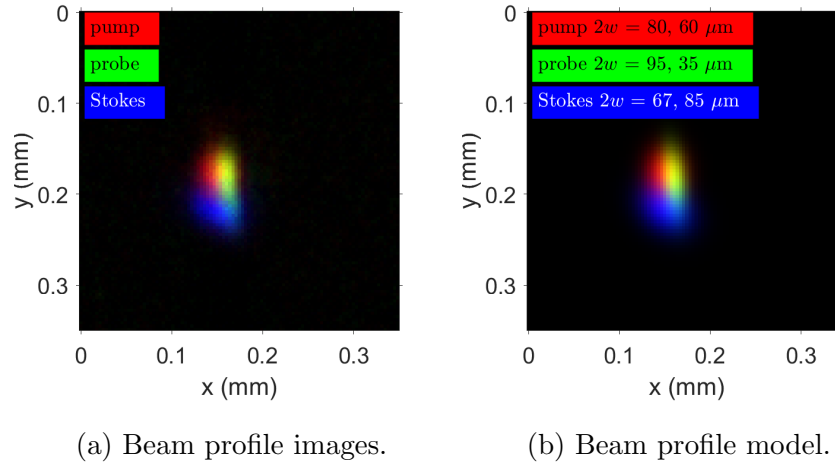 0
0.1
0.2
0.3
y (mm)
pump
probe
Stokes
0 0.1 0.2 0.3
x (mm)
(a) Beam profile images.
0
0.1
0.2
0.3
y (mm)
pump 2w = 80, 60 μm
probe 2w = 95, 35 μm
Stokes 2w = 67, 85 μm
0 0.1 0.2 0.3
x (mm)
(b) Beam profile model.